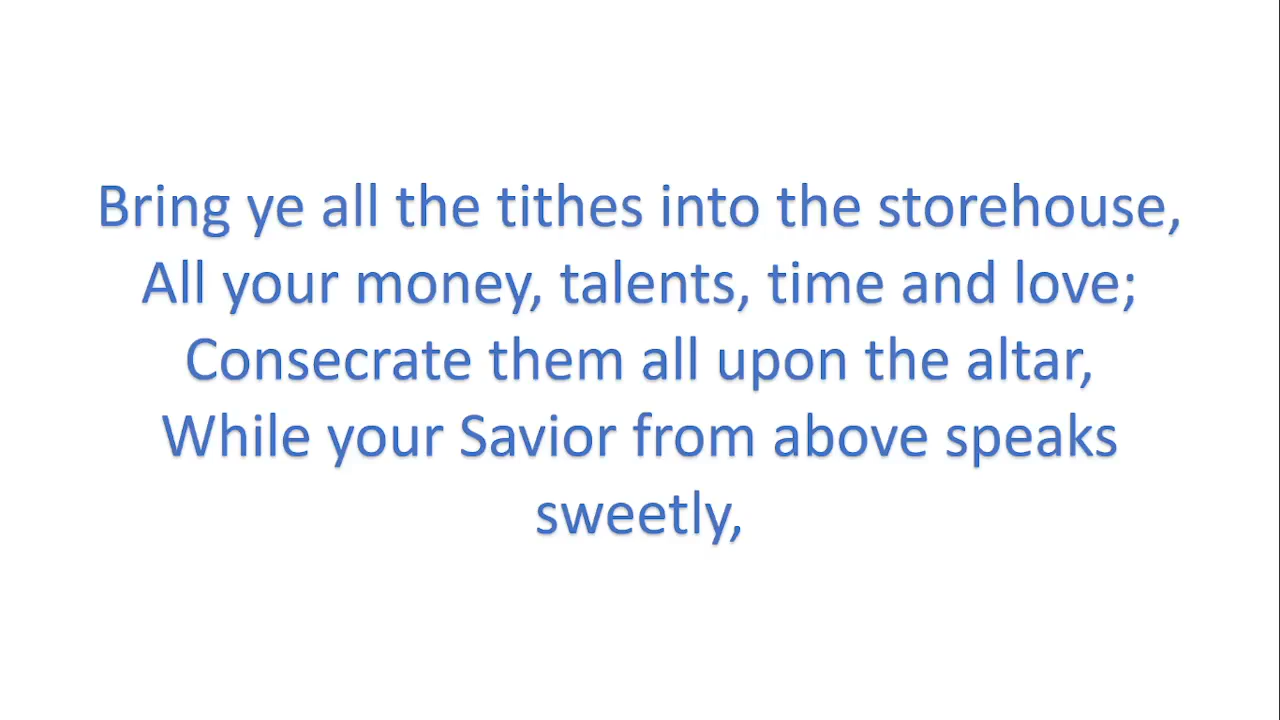 Bring ye all the tithes into the storehouse,
All your money, talents, time and love;
Consecrate them all upon the altar,
While your Savior from above speaks
sweetly,